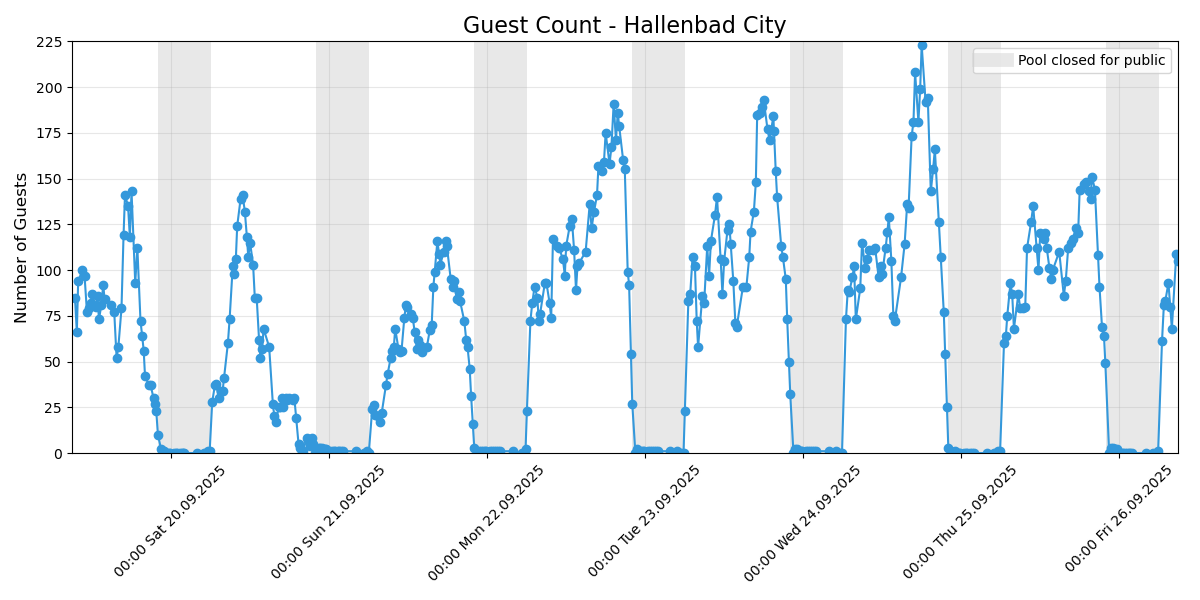 Guest Count - Hallenbad City
Pool closed for public
Number of Guests
225
200
175
150
125
100
75
50
25
0
00:00 Sat 20.09.2025
00:00 Sun 21.09.2025
00:00 Mon 22.09.2025
00:00 Tue 23.09.2025
00:00 Wed 24.09.2025
00:00 Thu 25.09.2025
00:00 Fri 26.09.2025